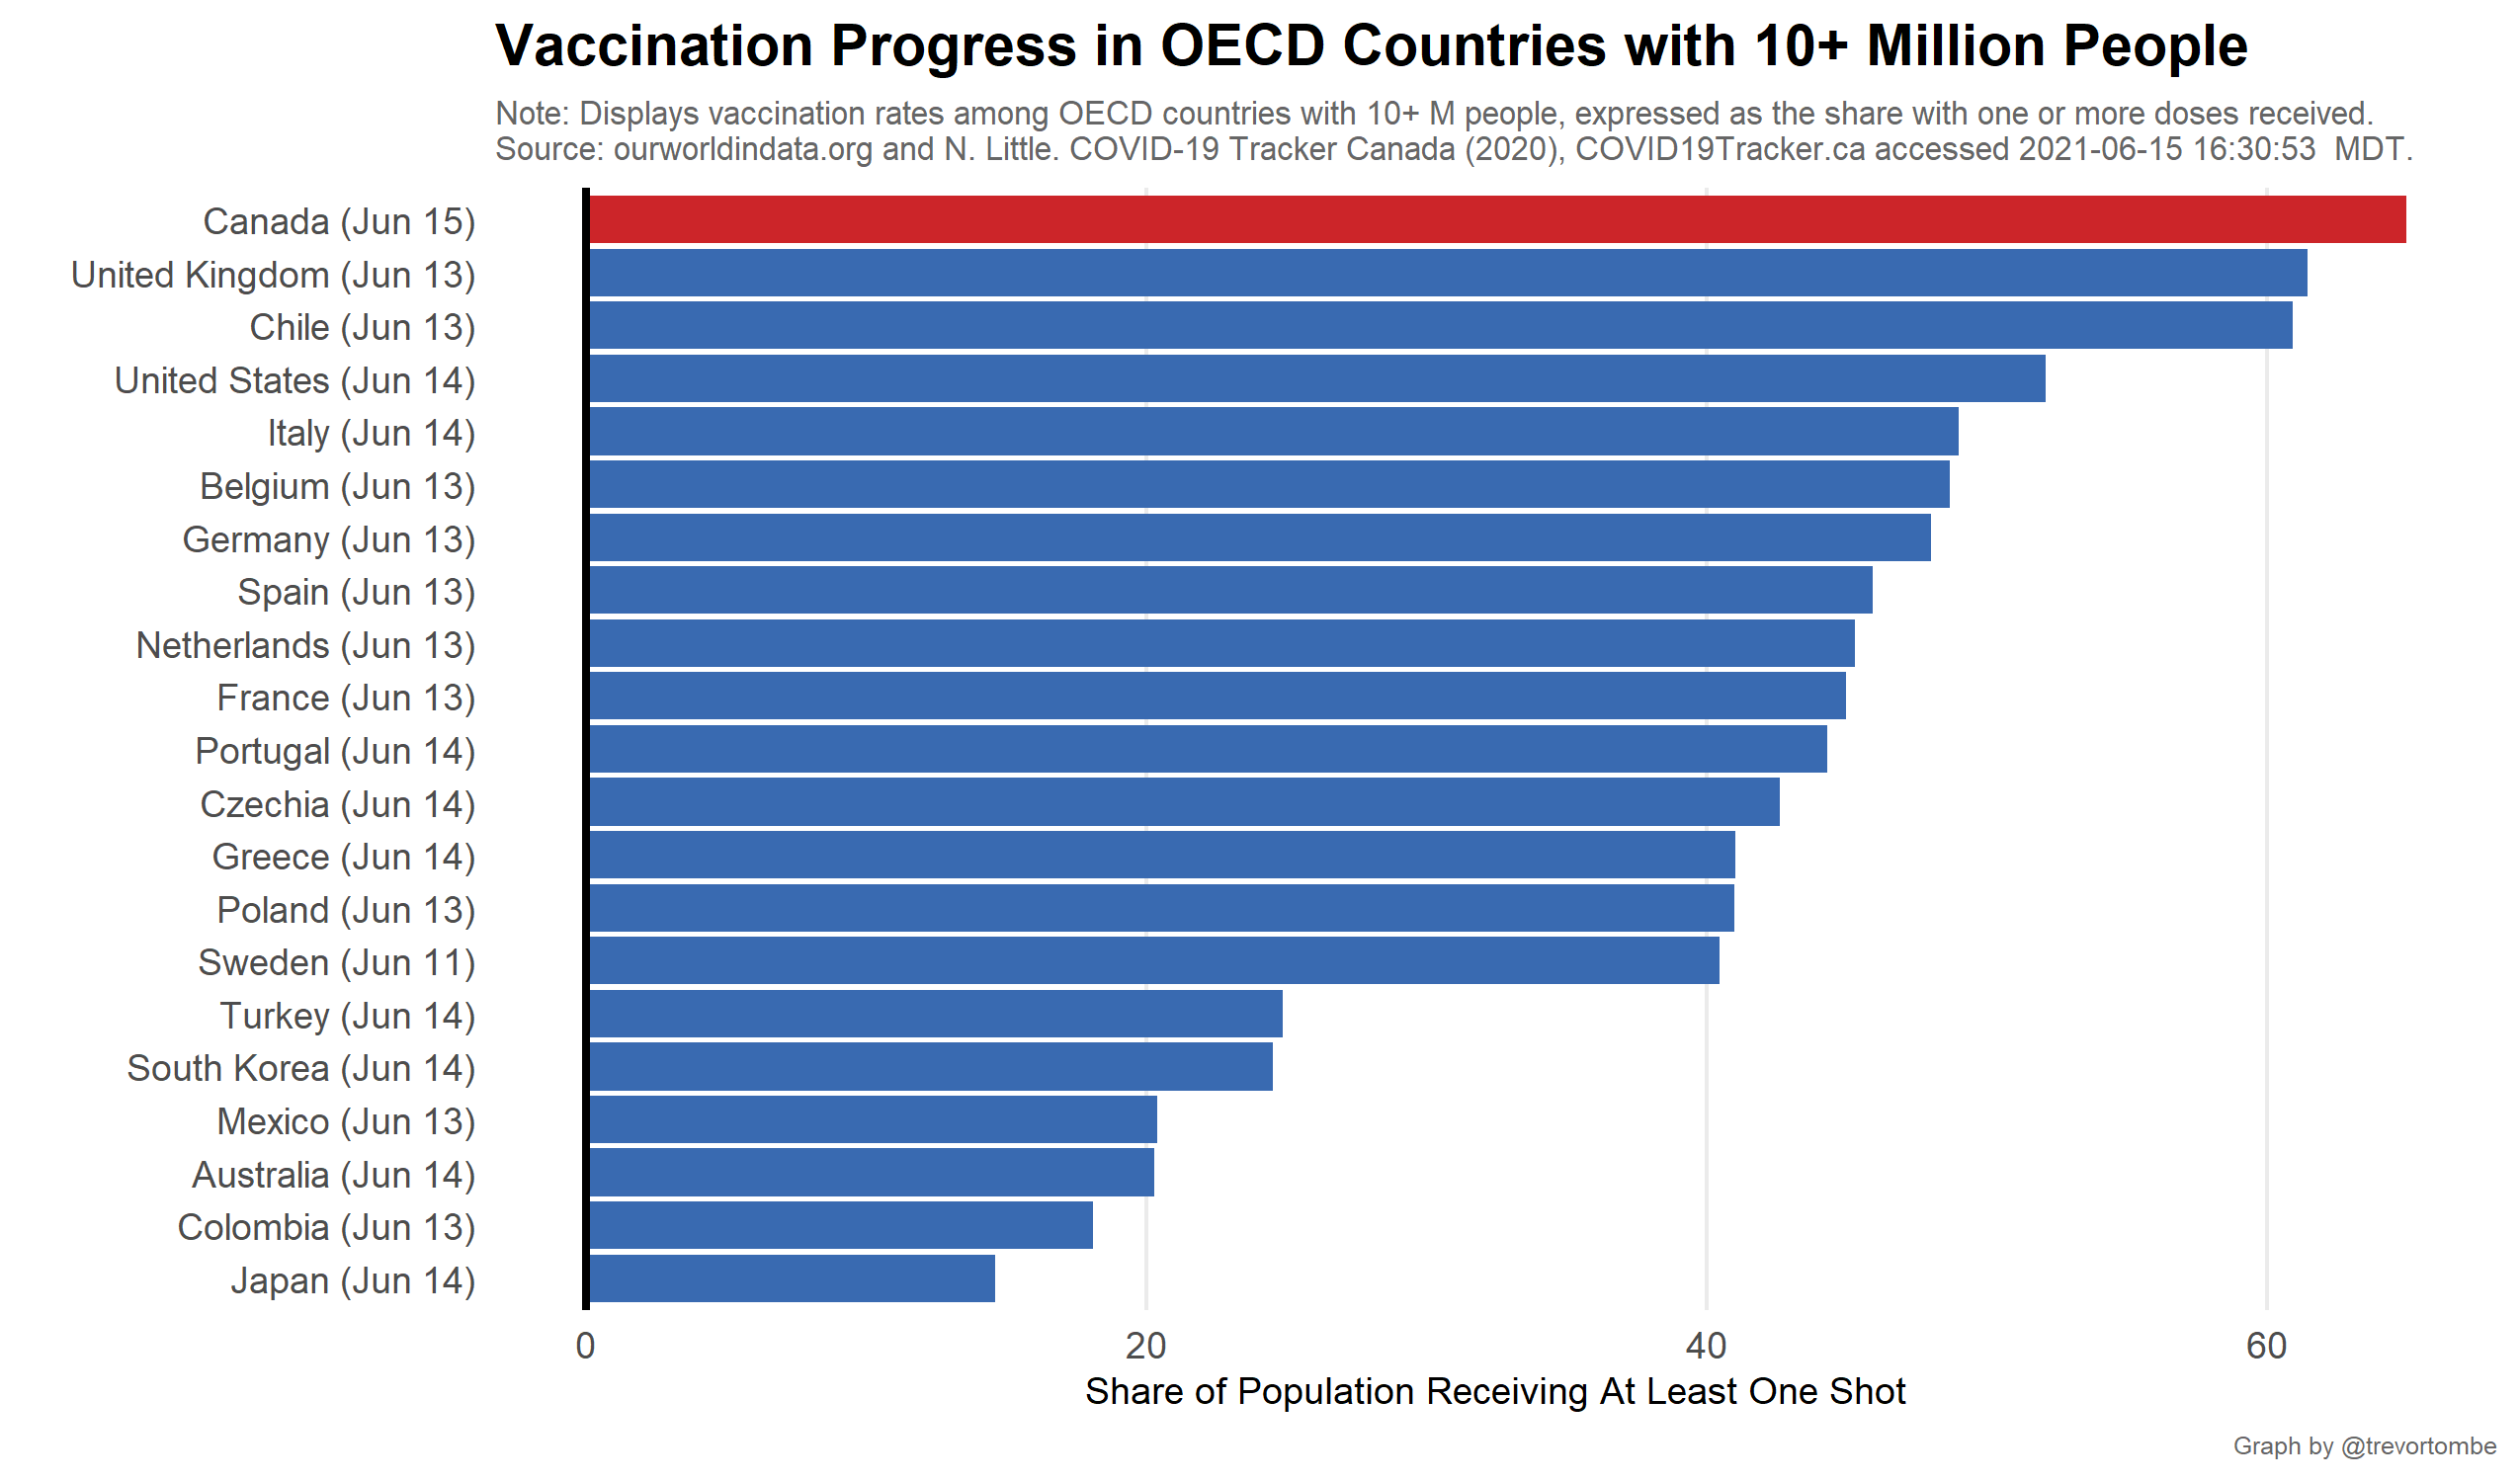 Vaccination Progress in OECD Countries with 10+ Million People
Note: Displays vaccination rates among OECD countries with 10+ M people, expressed as the share with one or more doses received.
Source: ourworldindata.org and N. Little. COVID-19 Tracker Canada (2020), COVID19Tracker.ca accessed 2021-06-15 16:30:53  MDT.
Canada (Jun 15)
United Kingdom (Jun 13)
Chile (Jun 13)
United States (Jun 14)
Italy (Jun 14)
Belgium (Jun 13)
Germany (Jun 13)
Spain (Jun 13)
Netherlands (Jun 13)
France (Jun 13)
Portugal (Jun 14)
Czechia (Jun 14)
Greece (Jun 14)
Poland (Jun 13)
Sweden (Jun 11)
Turkey (Jun 14)
South Korea (Jun 14)
Mexico (Jun 13)
Australia (Jun 14)
Colombia (Jun 13)
Japan (Jun 14)
0 20 40 60
Share of Population Receiving At Least One Shot
Graph by @trevortombe